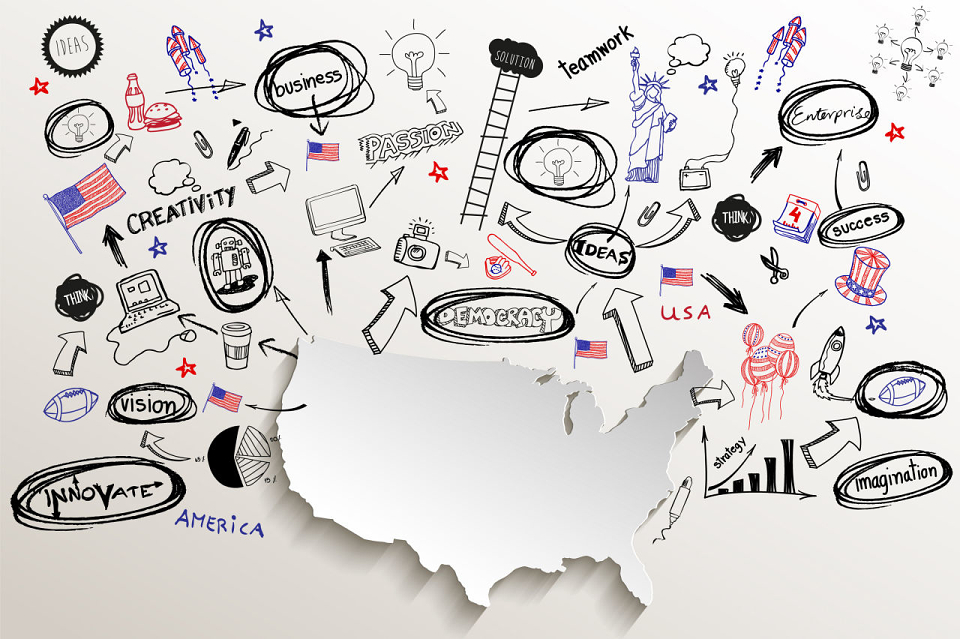 IDEAS
business
SOLUTION
teamwork
PASSION
Enterprise
CREATIVITY
THINK
4
success
IDEAS
THINK
DEMOCRACY
USA
vision
strategy
INNOVATE
imagination
AMERICA